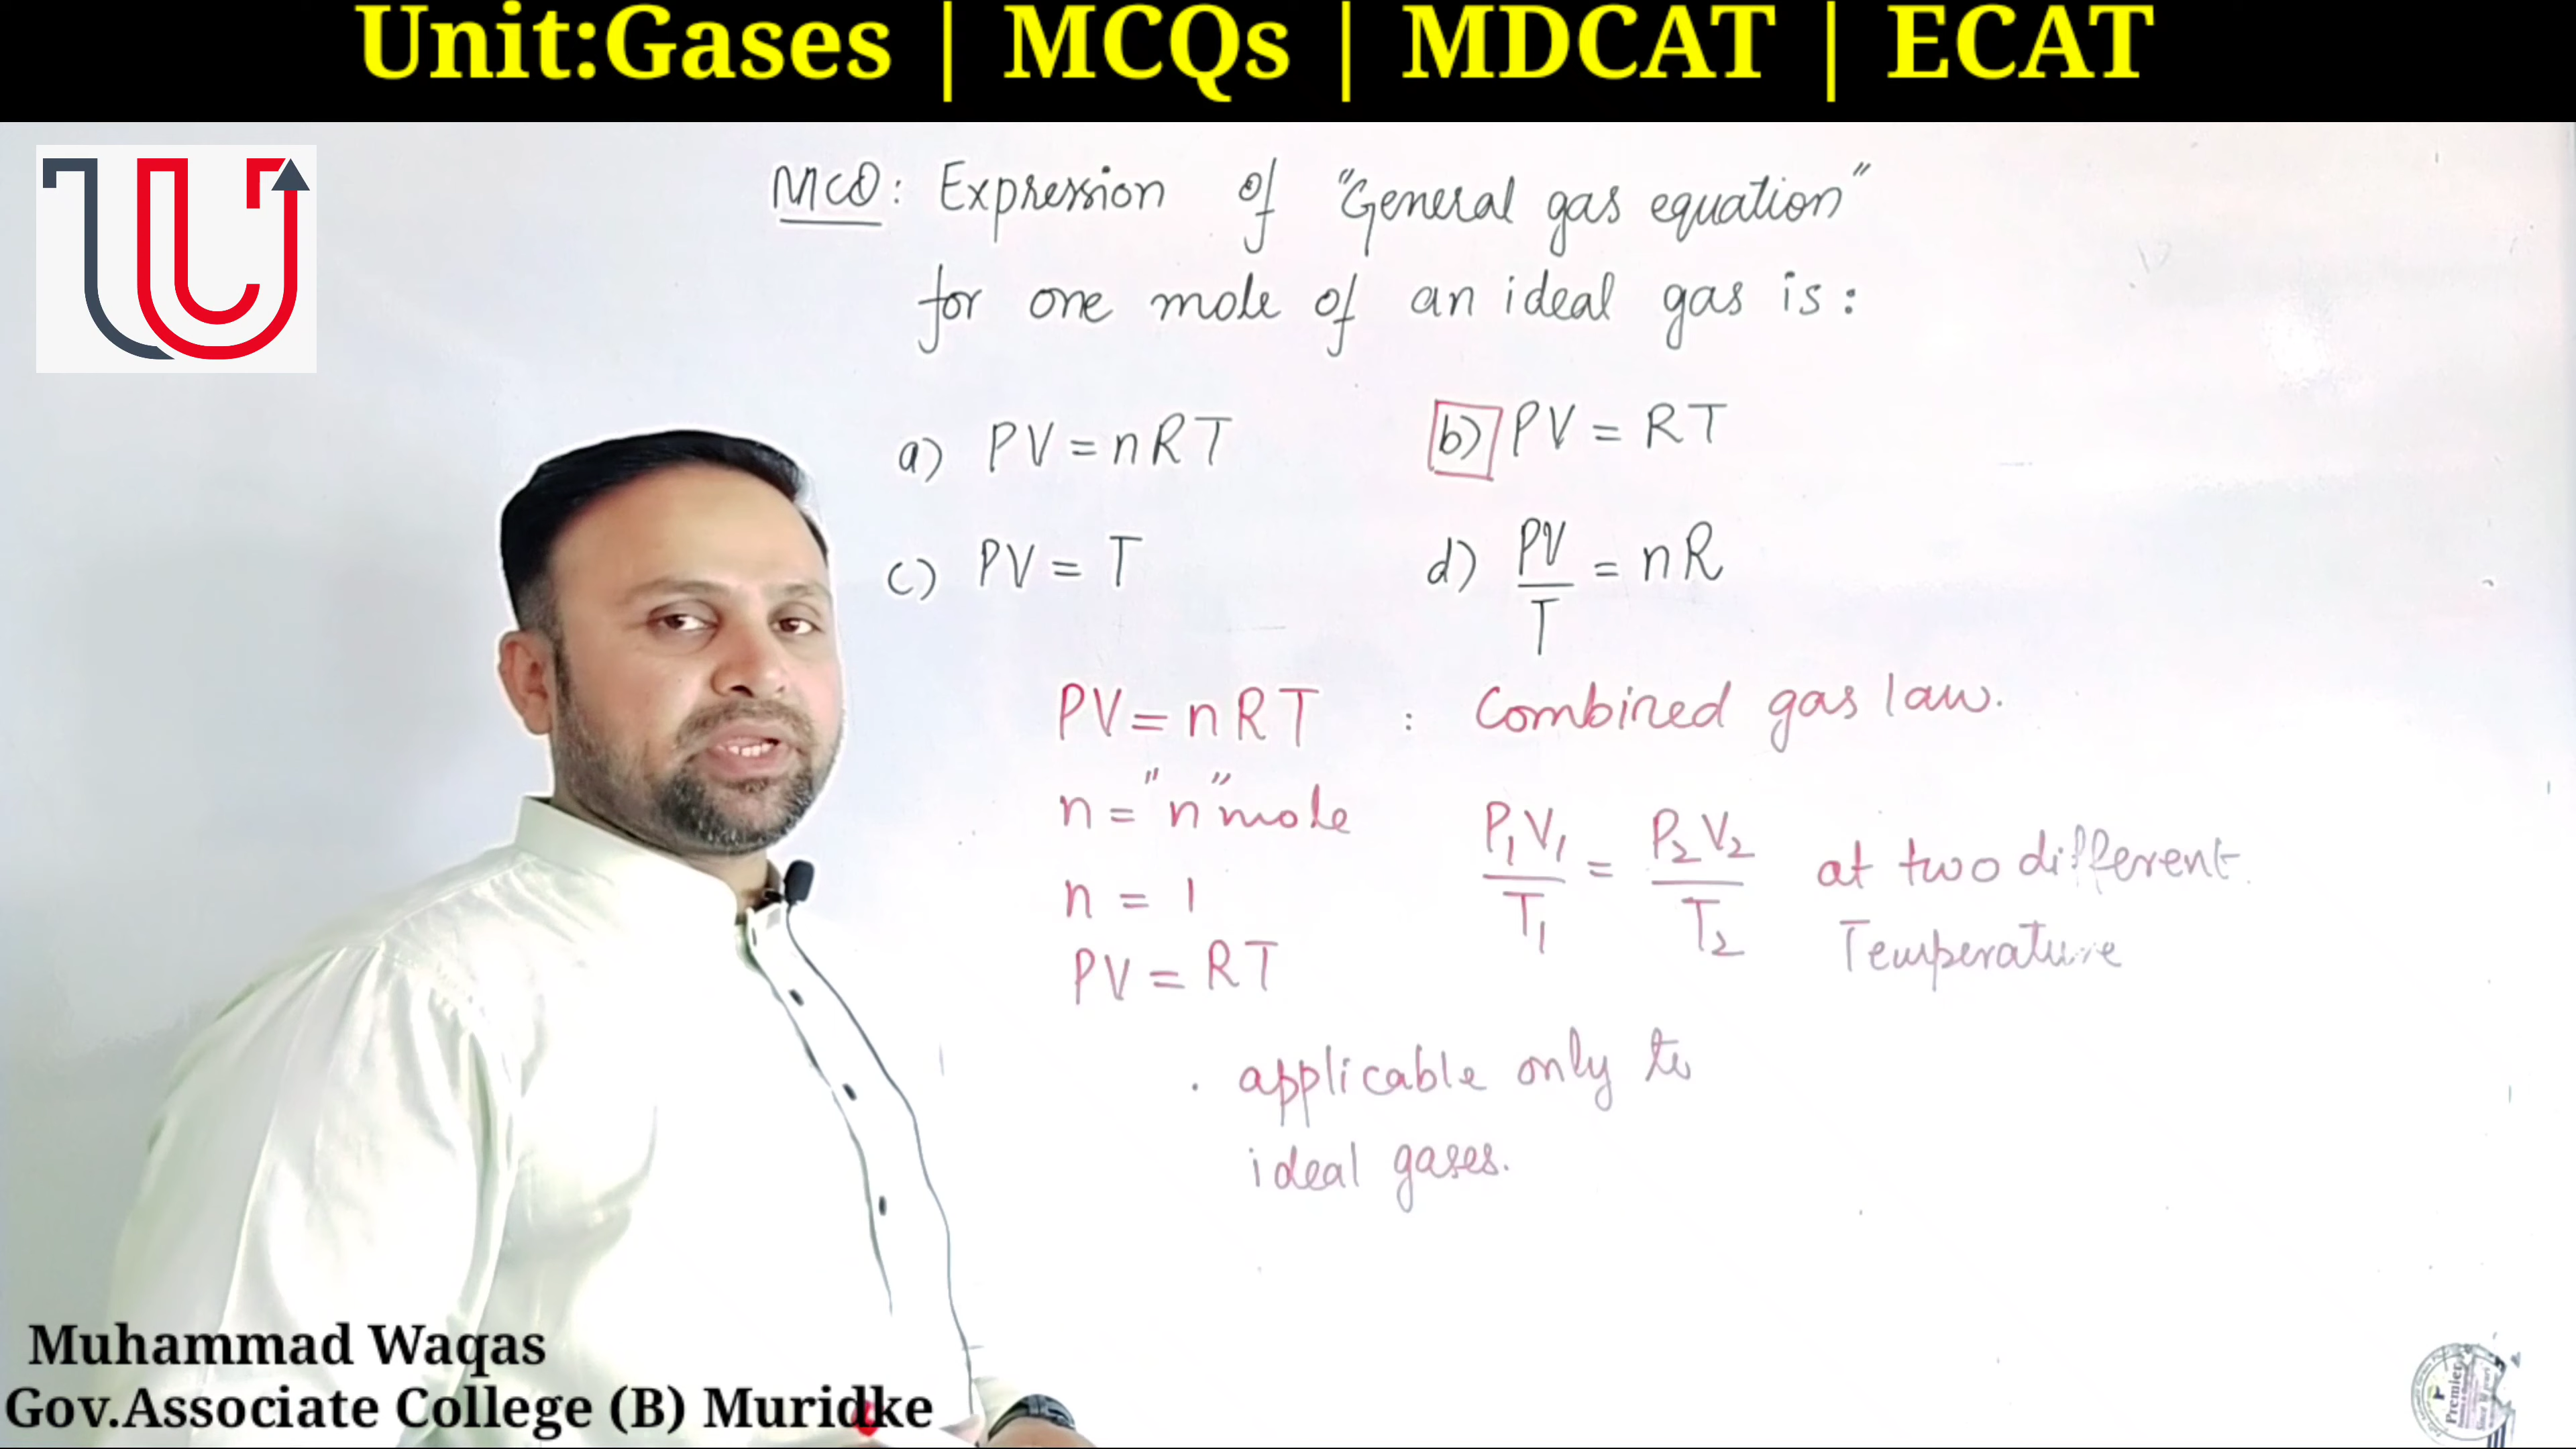 Unit:Gases | MCQs | MDCAT | ECAT
MCQ: Expression of "General gas equation"
for one mole of an ideal gas is:
a) PV = nRT
b) PV = RT
c) PV = T
d) PV/T = nR
PV = nRT : Combined gas law.
n = "n" mole
P₁V₁/T₁ = P₂V₂/T₂ at two different
Temperature
n = 1
PV = RT
. applicable only to
ideal gases.
Muhammad Waqas
Gov.Associate College (B) Muridke
Premier